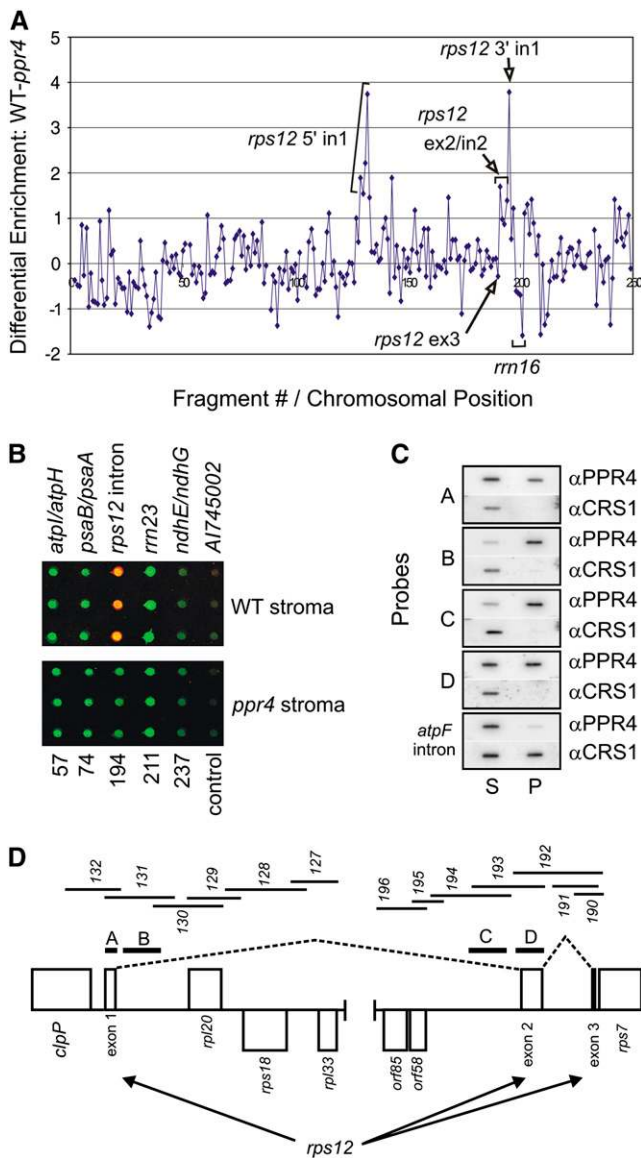 A
Differential Enrichment: WT-ppr4
5
4
3
2
1
0
-1
-2
0
50
100
150
200
250
rps12 3' in1
rps12 5' in1
rps12
ex2/in2
rps12 ex3
rrn16
Fragment # / Chromosomal Position
B
atpI/atpH
psaB/psaA
rps12 intron
rrn23
ndhE/ndhG
AI745002
WT stroma
ppr4 stroma
57
74
194
211
237
control
C
Probes
A
αPPR4
αCRS1
B
αPPR4
αCRS1
C
αPPR4
αCRS1
D
αPPR4
αCRS1
atpF
intron
αPPR4
αCRS1
S P
D
132
131
130
129
128
127
196
195
194
193
192
191
190
A B C D
clpP
exon 1
rpl20
rps18
rpl33
orf85
orf58
exon 2
exon 3
rps7
rps12